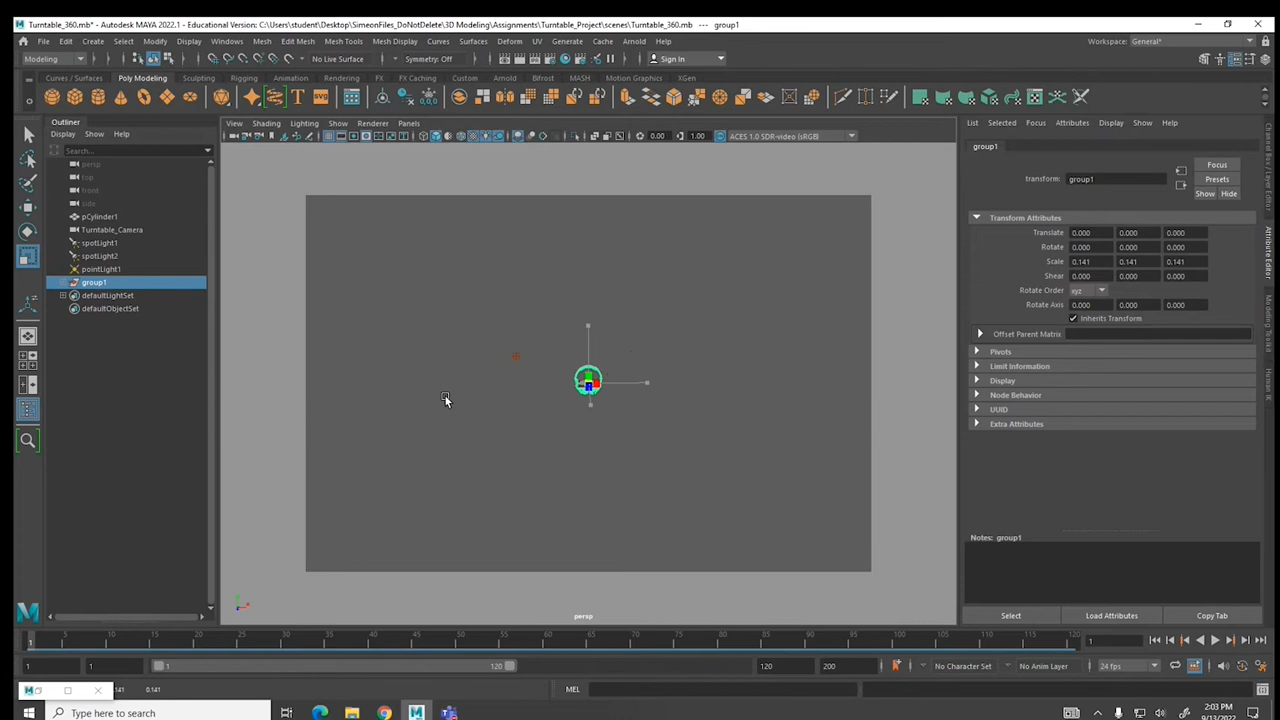 Turntable_360.mb* - Autodesk MAYA 2022.1 - Educational Version: C:\Users\student\Desktop\SimeonFiles_DoNotDelete\3D Modeling\Assignments\Turntable_Project\scenes\Turntable_360.mb --- group1
File Edit Create Select Modify Display Windows Mesh Edit Mesh Mesh Tools Mesh Display Curves Surfaces Deform UV Generate Cache Arnold Help Workspace: General*
Modeling No Live Surface Symmetry: Off Sign In
Curves / Surfaces Poly Modeling Sculpting Rigging Animation Rendering FX FX Caching Custom Arnold Bifrost MASH Motion Graphics XGen
Outliner
Display Show Help
Search...
persp
top
front
side
pCylinder1
Turntable_Camera
spotLight1
spotLight2
pointLight1
group1
defaultLightSet
defaultObjectSet
View Shading Lighting Show Renderer Panels
0.00 1.00 ACES 1.0 SDR-video (sRGB)
persp
List Selected Focus Attributes Display Show Help
group1
Focus
transform: group1 Presets
Show Hide
Transform Attributes
Translate 0.000 0.000 0.000
Rotate 0.000 0.000 0.000
Scale 0.141 0.141 0.141
Shear 0.000 0.000 0.000
Rotate Order xyz
Rotate Axis 0.000 0.000 0.000
Inherits Transform
Offset Parent Matrix
Pivots
Limit Information
Display
Node Behavior
UUID
Extra Attributes
Notes: group1
Select Load Attributes Copy Tab
Channel Box / Layer Editor
Attribute Editor
Modeling Toolkit
1 5 10 15 20 25 30 35 40 45 50 55 60 65 70 75 80 85 90 95 100 105 110 115 120 1
1 1 1 120 120 200 No Character Set No Anim Layer 24 fps
0.141 MEL
Type here to search
2:03 PM